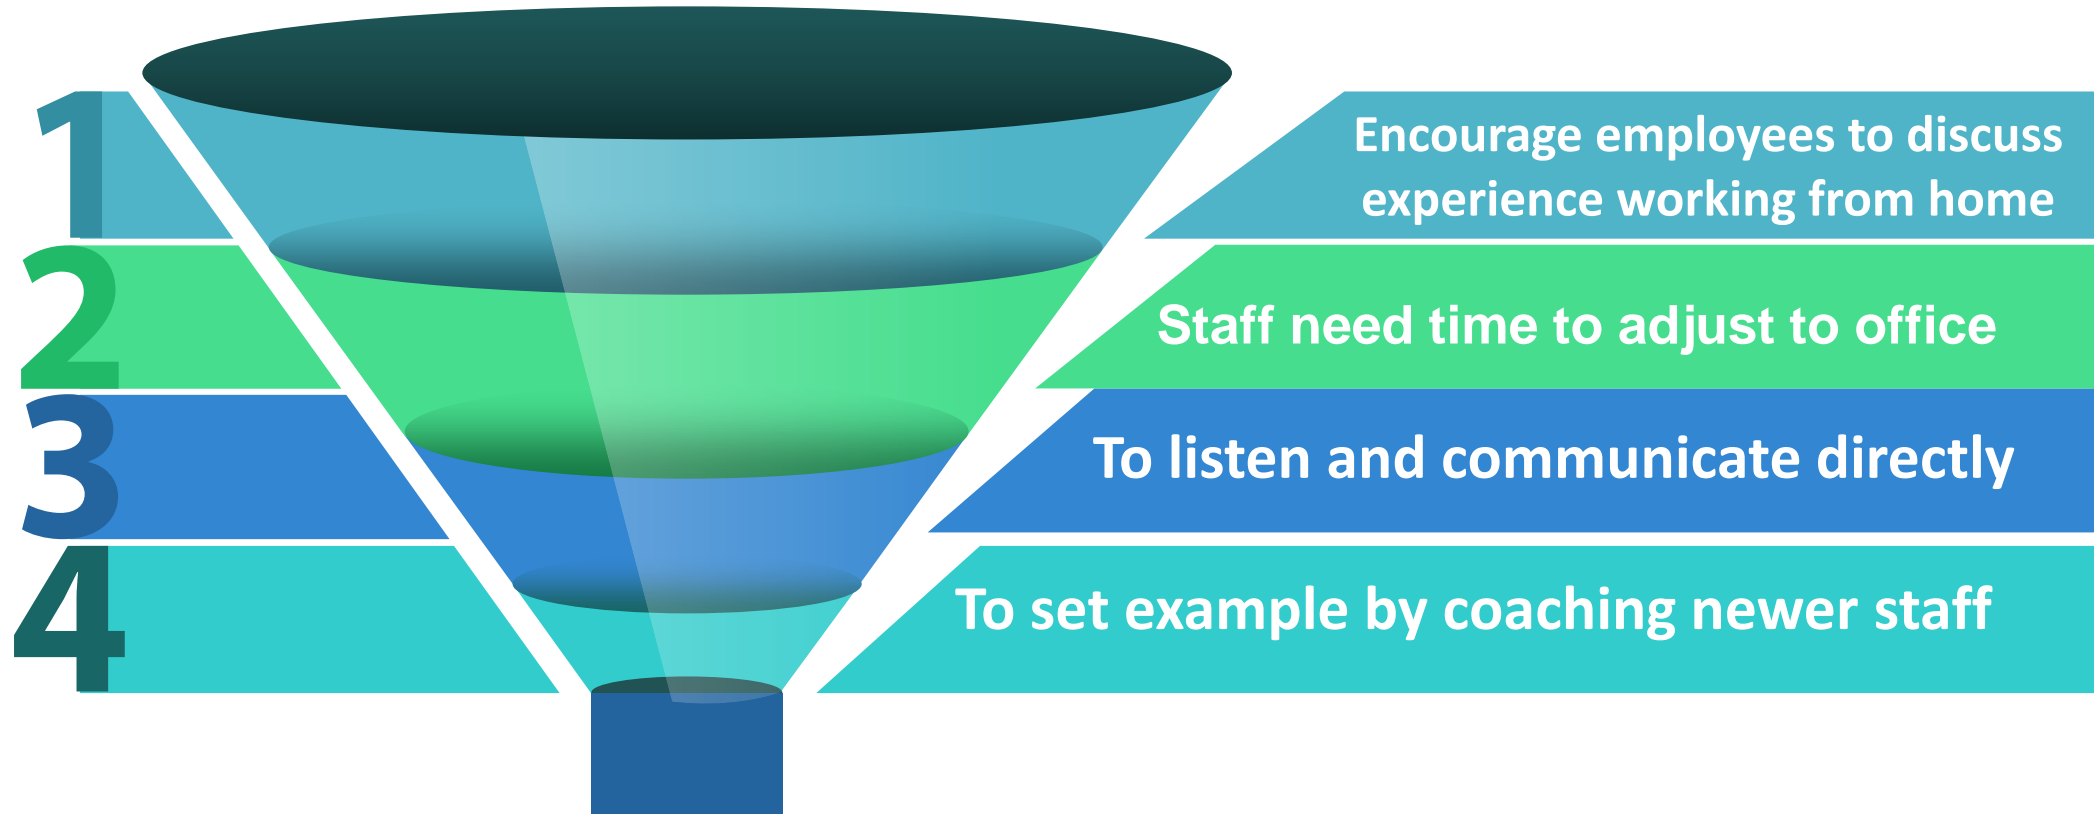 1
Encourage employees to discuss
experience working from home
2
Staff need time to adjust to office
3
To listen and communicate directly
4
To set example by coaching newer staff